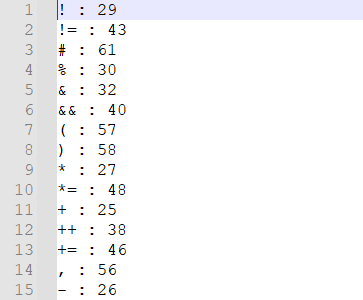 1 ! : 29
2 != : 43
3 # : 61
4 % : 30
5 & : 32
6 && : 40
7 ( : 57
8 ) : 58
9 * : 27
10 *= : 48
11 + : 25
12 ++ : 38
13 += : 46
14 , : 56
15 - : 26